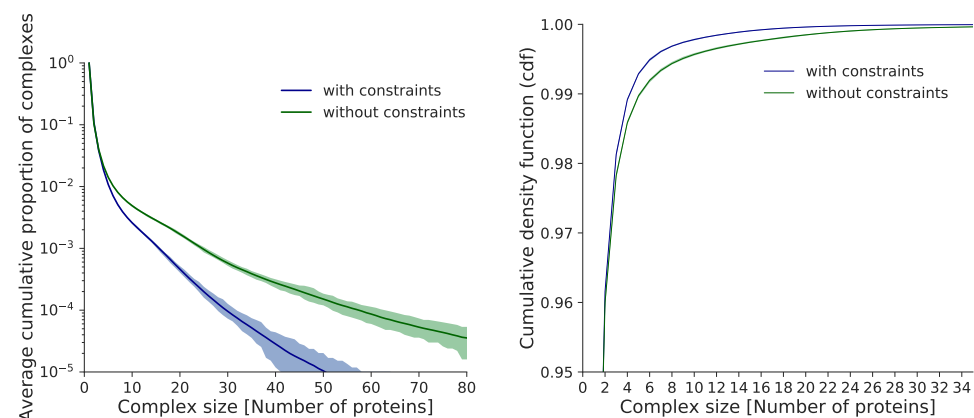 Average cumulative proportion of complexes
10⁰
10⁻¹
10⁻²
10⁻³
10⁻⁴
10⁻⁵
with constraints
without constraints
0 10 20 30 40 50 60 70 80
Complex size [Number of proteins]
Cumulative density function (cdf)
1.00
0.99
0.98
0.97
0.96
0.95
with constraints
without constraints
0 2 4 6 8 10 12 14 16 18 20 22 24 26 28 30 32 34
Complex size [Number of proteins]